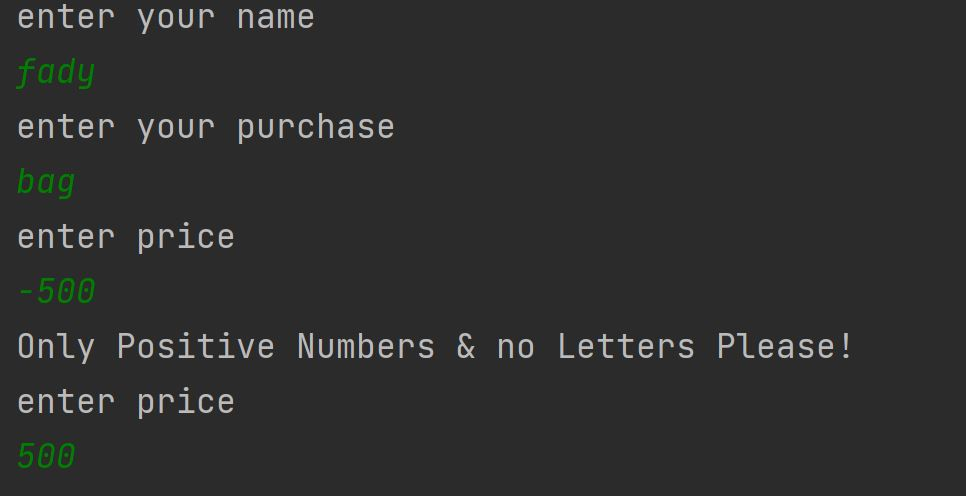 enter your name
fady
enter your purchase
bag
enter price
-500
Only Positive Numbers & no Letters Please!
enter price
500